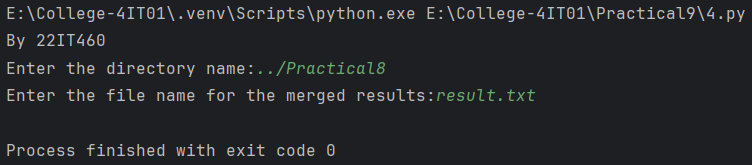 E:\College-4IT01\.venv\Scripts\python.exe E:\College-4IT01\Practical9\4.py
By 22IT460
Enter the directory name:../Practical8
Enter the file name for the merged results:result.txt
Process finished with exit code 0